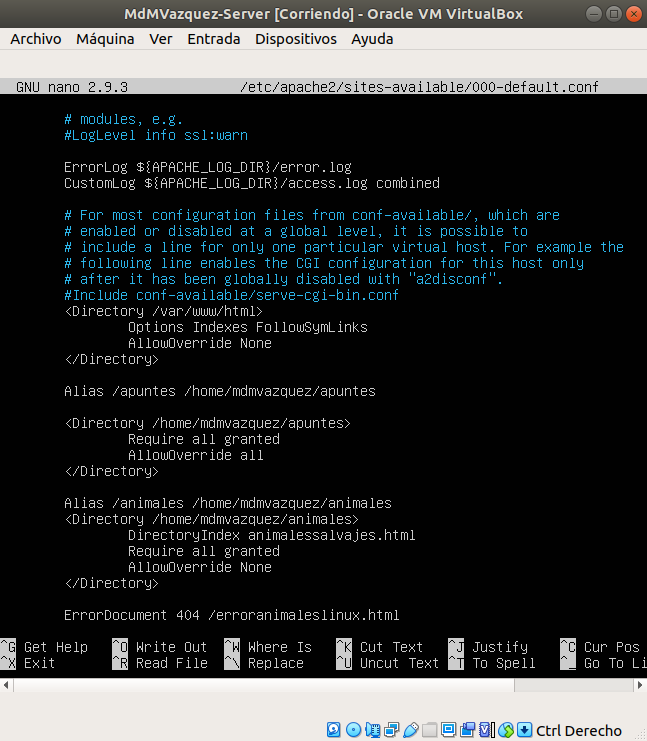 MdMVazquez-Server [Corriendo] - Oracle VM VirtualBox
Archivo Máquina Ver Entrada Dispositivos Ayuda
GNU nano 2.9.3 /etc/apache2/sites-available/000-default.conf
# modules, e.g.
#LogLevel info ssl:warn
ErrorLog ${APACHE_LOG_DIR}/error.log
CustomLog ${APACHE_LOG_DIR}/access.log combined
# For most configuration files from conf-available/, which are
# enabled or disabled at a global level, it is possible to
# include a line for only one particular virtual host. For example the
# following line enables the CGI configuration for this host only
# after it has been globally disabled with "a2disconf".
#Include conf-available/serve-cgi-bin.conf
<Directory /var/www/html>
Options Indexes FollowSymLinks
AllowOverride None
</Directory>
Alias /apuntes /home/mdmvazquez/apuntes
<Directory /home/mdmvazquez/apuntes>
Require all granted
AllowOverride all
</Directory>
Alias /animales /home/mdmvazquez/animales
<Directory /home/mdmvazquez/animales>
DirectoryIndex animalessalvajes.html
Require all granted
AllowOverride None
</Directory>
ErrorDocument 404 /erroranimaleslinux.html
^G Get Help ^O Write Out ^W Where Is ^K Cut Text ^J Justify ^C Cur Pos
^X Exit ^R Read File ^\ Replace ^U Uncut Text ^T To Spell ^_ Go To Li
Ctrl Derecho